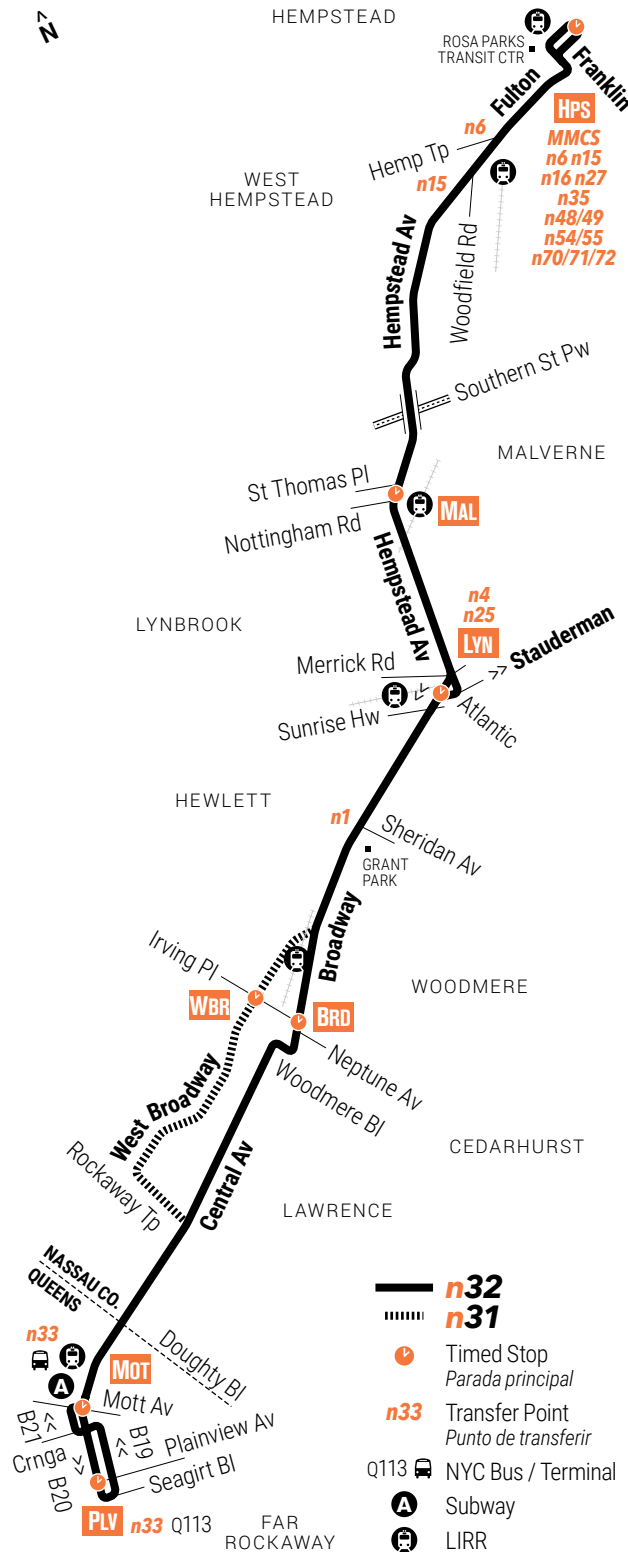 N
HEMPSTEAD
ROSA PARKS
TRANSIT CTR
Franklin
Fulton
HPS
MMCS
n6 n15
n16 n27
n35
n48/49
n54/55
n70/71/72
n6
Hemp Tp
n15
WEST
HEMPSTEAD
Woodfield Rd
Hempstead Av
Southern St Pw
MALVERNE
St Thomas Pl
MAL
Nottingham Rd
Hempstead Av
n4
n25
LYN
LYNBROOK
Stauderman
Merrick Rd
Atlantic
Sunrise Hw
HEWLETT
n1
Sheridan Av
GRANT
PARK
Broadway
Irving Pl
WOODMERE
WBR
BRD
Neptune Av
Woodmere Bl
West Broadway
CEDARHURST
Rockaway Tp
Central Av
LAWRENCE
NASSAU CO.
QUEENS
Doughty Bl
n33
MOT
A
Mott Av
B21
B19
Crnga
Plainview Av
B20
Seagirt Bl
PLV n33 Q113
FAR
ROCKAWAY
n32
n31
Timed Stop
Parada principal
n33 Transfer Point
Punto de transferir
Q113 NYC Bus / Terminal
A Subway
LIRR